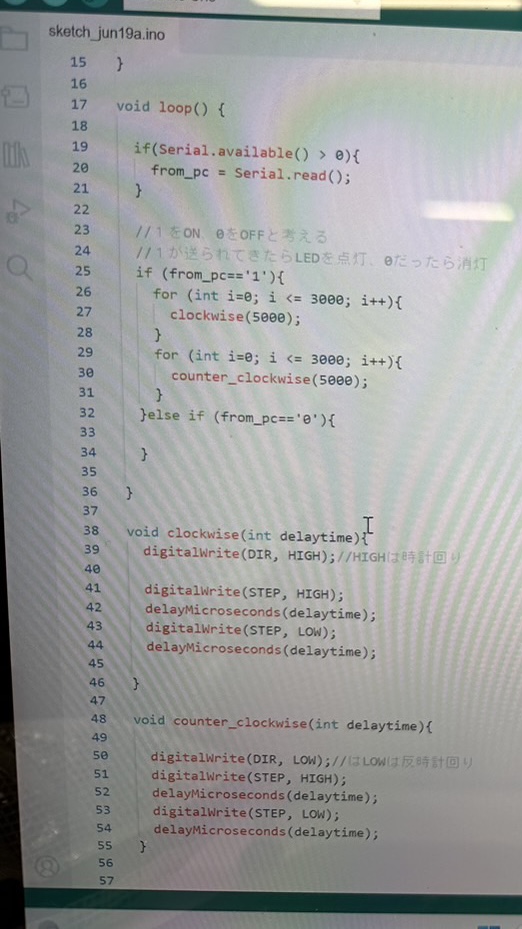 sketch_jun19a.ino
15 }
16
17 void loop() {
18
19 if(Serial.available() > 0){
20 from_pc = Serial.read();
21 }
22
23 //1をON、0をOFFと考える
24 //1が送られてきたらLEDを点灯、0だったら消灯
25 if (from_pc=='1'){
26 for (int i=0; i <= 3000; i++){
27 clockwise(5000);
28 }
29 for (int i=0; i <= 3000; i++){
30 counter_clockwise(5000);
31 }
32 }else if (from_pc=='0'){
33
34 }
35
36 }
37
38 void clockwise(int delaytime){
39 digitalWrite(DIR, HIGH);//HIGHは時計回り
40
41 digitalWrite(STEP, HIGH);
42 delayMicroseconds(delaytime);
43 digitalWrite(STEP, LOW);
44 delayMicroseconds(delaytime);
45
46 }
47
48 void counter_clockwise(int delaytime){
49
50 digitalWrite(DIR, LOW);//はLOWは反時計回り
51 digitalWrite(STEP, HIGH);
52 delayMicroseconds(delaytime);
53 digitalWrite(STEP, LOW);
54 delayMicroseconds(delaytime);
55 }
56
57